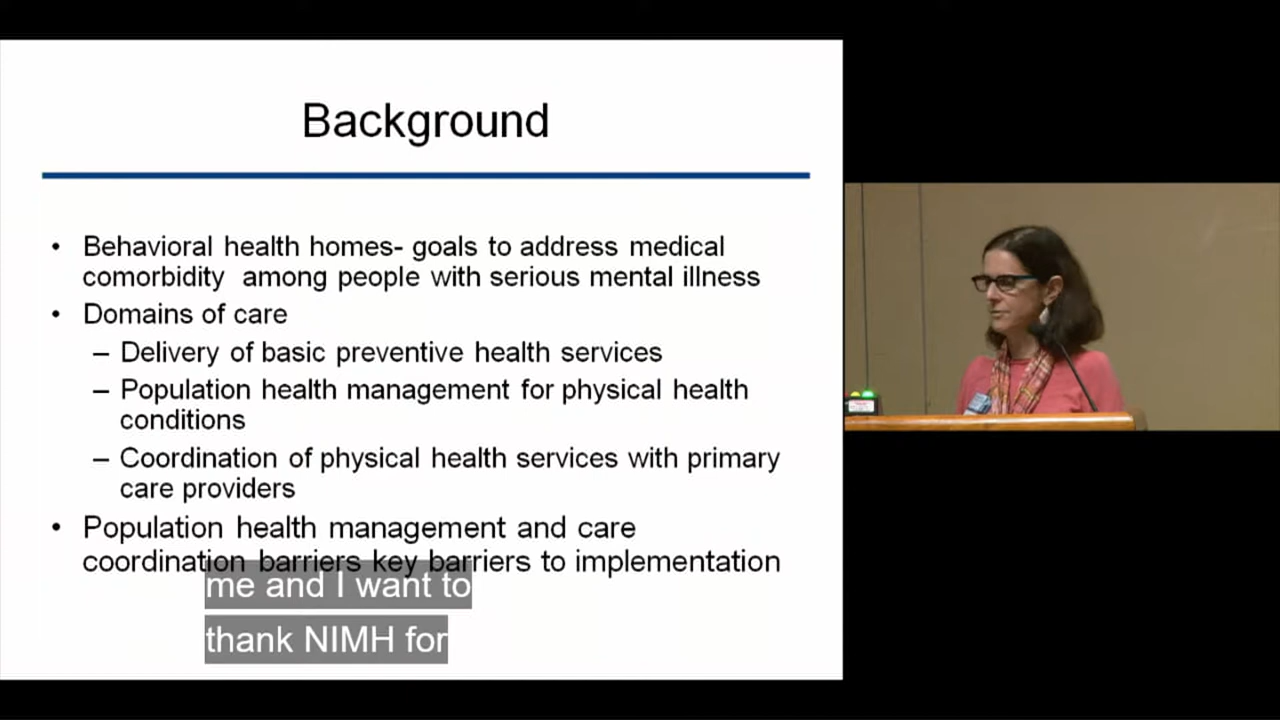 Background
• Behavioral health homes- goals to address medical
comorbidity among people with serious mental illness
• Domains of care
– Delivery of basic preventive health services
– Population health management for physical health
conditions
– Coordination of physical health services with primary
care providers
• Population health management and care
coordination barriers key barriers to implementation
me and I want to
thank NIMH for